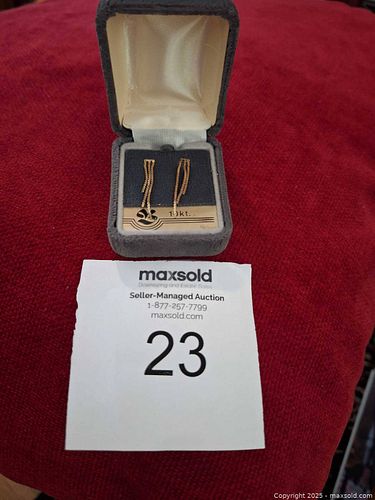 maxsold
Downsizing and Estate Sales
Seller-Managed Auction
1-877-257-7799
maxsold.com
23
Copyright © 2025 - maxsold.com